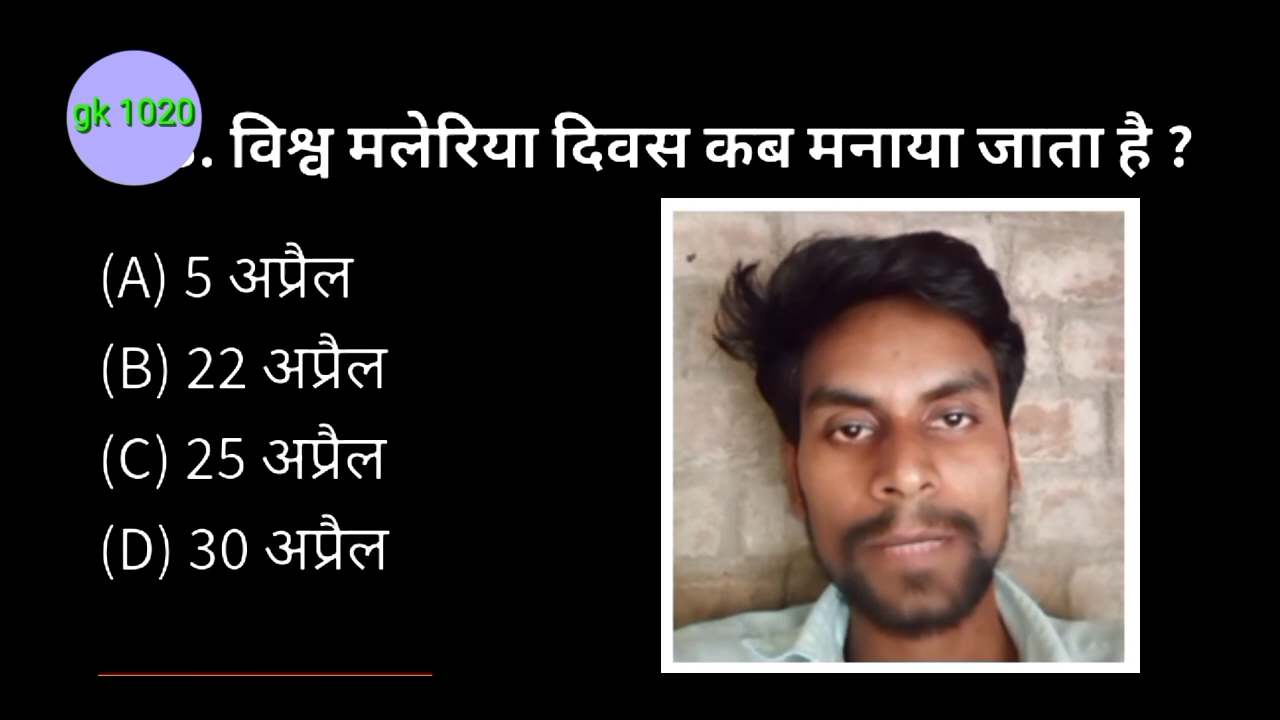 gk 1020
. विश्व मलेरिया दिवस कब मनाया जाता है ?
(A) 5 अप्रैल
(B) 22 अप्रैल
(C) 25 अप्रैल
(D) 30 अप्रैल